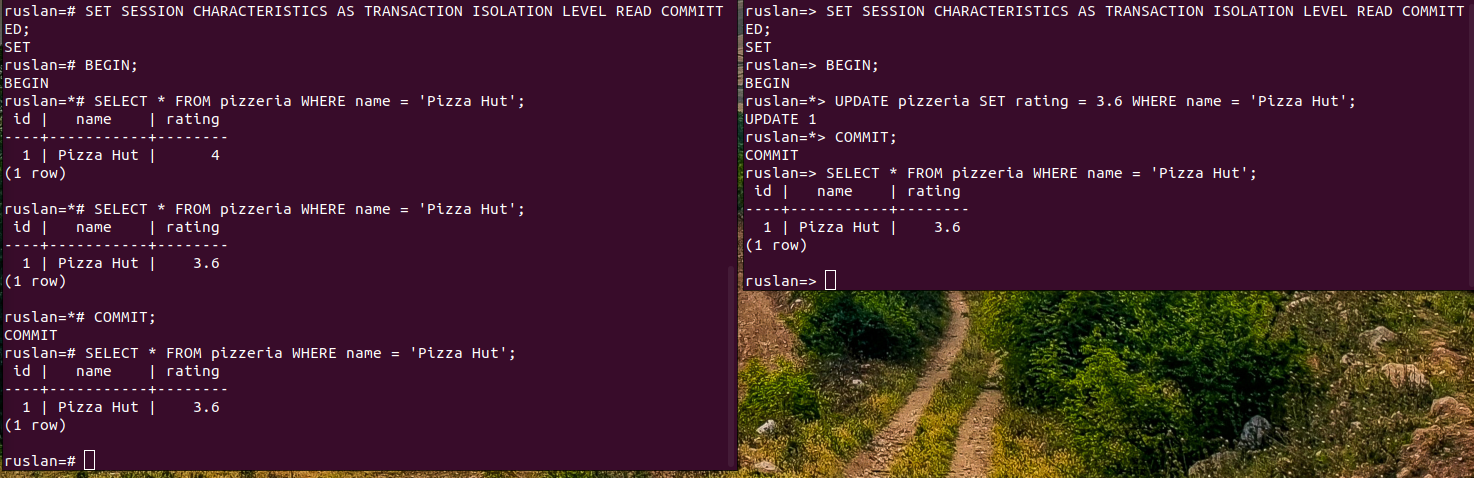 ruslan=# SET SESSION CHARACTERISTICS AS TRANSACTION ISOLATION LEVEL READ COMMITT
ED;
SET
ruslan=# BEGIN;
BEGIN
ruslan=*# SELECT * FROM pizzeria WHERE name = 'Pizza Hut';
 id |   name    | rating
----+-----------+--------
  1 | Pizza Hut |      4
(1 row)

ruslan=*# SELECT * FROM pizzeria WHERE name = 'Pizza Hut';
 id |   name    | rating
----+-----------+--------
  1 | Pizza Hut |    3.6
(1 row)

ruslan=*# COMMIT;
COMMIT
ruslan=# SELECT * FROM pizzeria WHERE name = 'Pizza Hut';
 id |   name    | rating
----+-----------+--------
  1 | Pizza Hut |    3.6
(1 row)

ruslan=#
ruslan=> SET SESSION CHARACTERISTICS AS TRANSACTION ISOLATION LEVEL READ COMMITT
ED;
SET
ruslan=> BEGIN;
BEGIN
ruslan=*> UPDATE pizzeria SET rating = 3.6 WHERE name = 'Pizza Hut';
UPDATE 1
ruslan=*> COMMIT;
COMMIT
ruslan=> SELECT * FROM pizzeria WHERE name = 'Pizza Hut';
 id |   name    | rating
----+-----------+--------
  1 | Pizza Hut |    3.6
(1 row)

ruslan=>